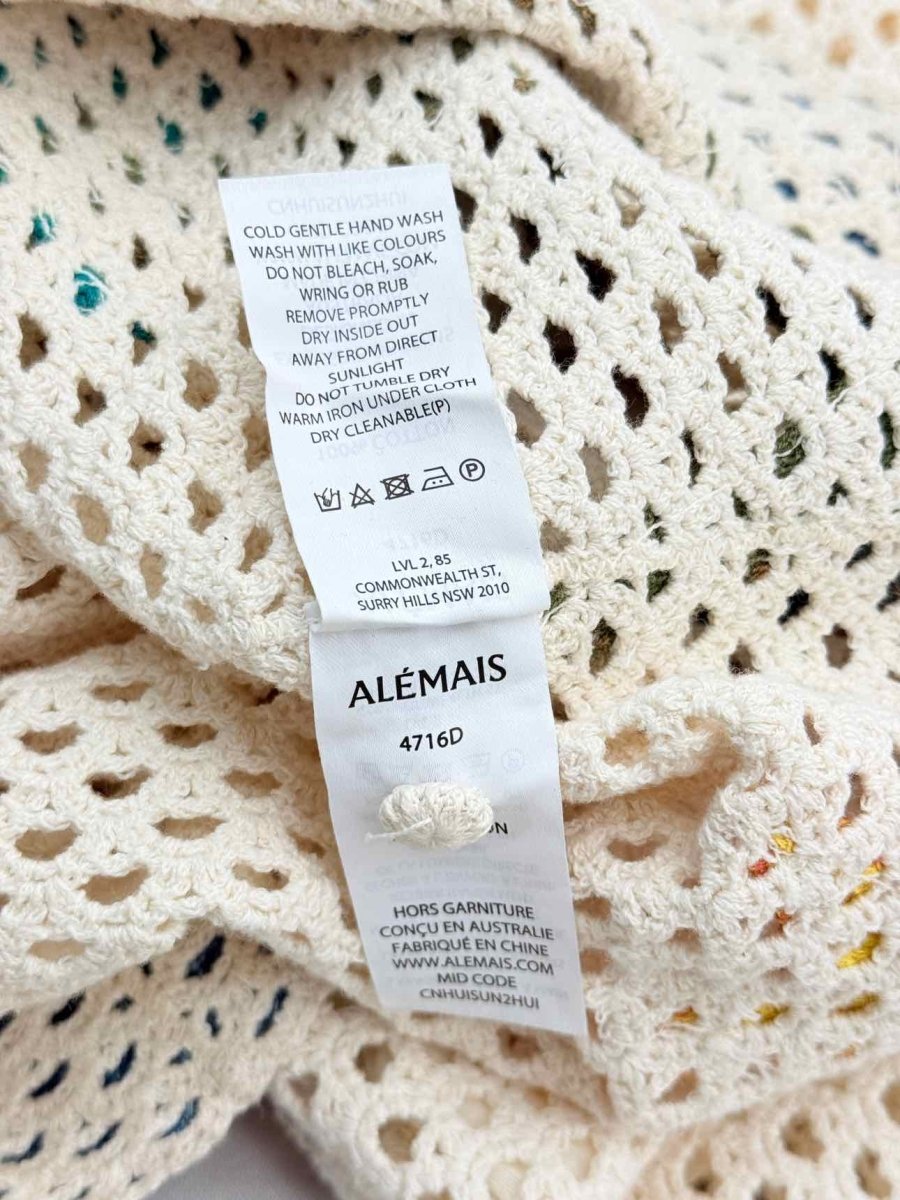 COLD GENTLE HAND WASH
WASH WITH LIKE COLOURS
DO NOT BLEACH, SOAK,
WRING OR RUB
REMOVE PROMPTLY
DRY INSIDE OUT
AWAY FROM DIRECT
SUNLIGHT
DO NOT TUMBLE DRY
WARM IRON UNDER CLOTH
DRY CLEANABLE(P)
P
LVL 2, 85
COMMONWEALTH ST,
SURRY HILLS NSW 2010
ALÉMAIS
4716D
HORS GARNITURE
CONÇU EN AUSTRALIE
FABRIQUÉ EN CHINE
WWW.ALEMAIS.COM
MID CODE
CNHUISUN2HUI